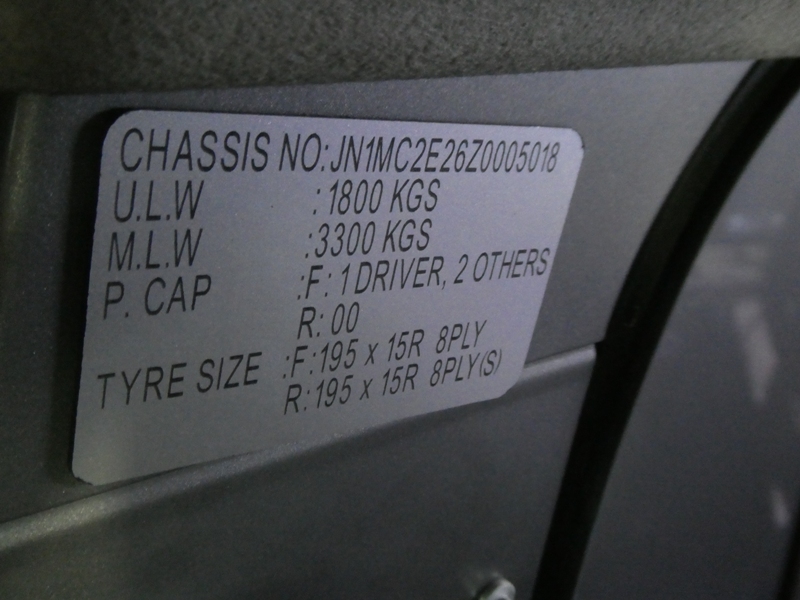 CHASSIS NO: JN1MC2E26Z0005018
U.L.W : 1800 KGS
M.L.W : 3300 KGS
P. CAP : F: 1 DRIVER, 2 OTHERS
R: 00
TYRE SIZE : F: 195 x 15R 8PLY
R: 195 x 15R 8PLY(S)